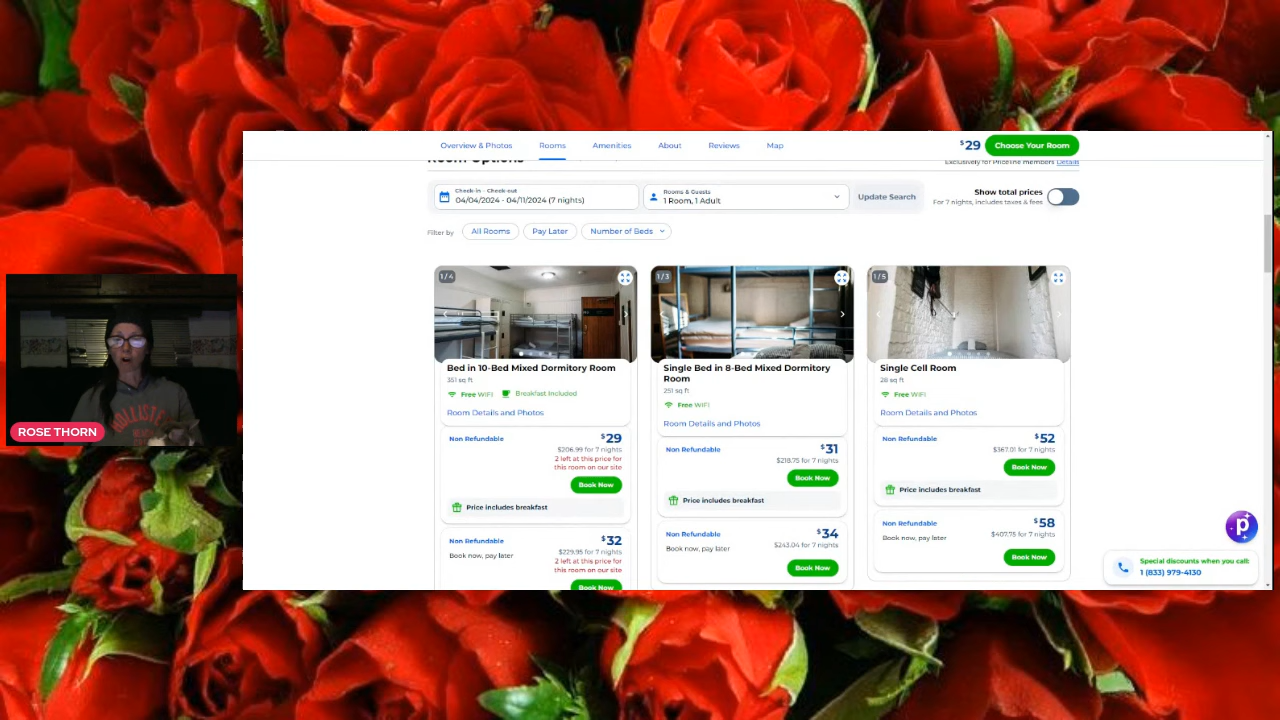 Overview & Photos
Rooms
Amenities
About
Reviews
Map
$29
Choose Your Room
Room Options
Exclusively for Priceline members Details
Check-in - Check-out
04/04/2024 - 04/11/2024 (7 nights)
Rooms & Guests
1 Room, 1 Adult
Update Search
Show total prices
For 7 nights, includes taxes & fees
Filter by
All Rooms
Pay Later
Number of Beds
1/4
Bed in 10-Bed Mixed Dormitory Room
351 sq ft
Free WiFi
Breakfast Included
Room Details and Photos
Non Refundable
$29
$206.99 for 7 nights
2 left at this price for
this room on our site
Book Now
Price includes breakfast
Non Refundable
$32
Book now, pay later
$229.95 for 7 nights
2 left at this price for
this room on our site
Book Now
1/3
Single Bed in 8-Bed Mixed Dormitory
Room
251 sq ft
Free WiFi
Room Details and Photos
Non Refundable
$31
$218.75 for 7 nights
Book Now
Price includes breakfast
Non Refundable
$34
Book now, pay later
$243.04 for 7 nights
Book Now
1/5
Single Cell Room
28 sq ft
Free WiFi
Room Details and Photos
Non Refundable
$52
$367.01 for 7 nights
Book Now
Price includes breakfast
Non Refundable
$58
Book now, pay later
$407.75 for 7 nights
Book Now
p
Special discounts when you call:
1 (833) 979-4130
HOLLISTER
ROSE THORN